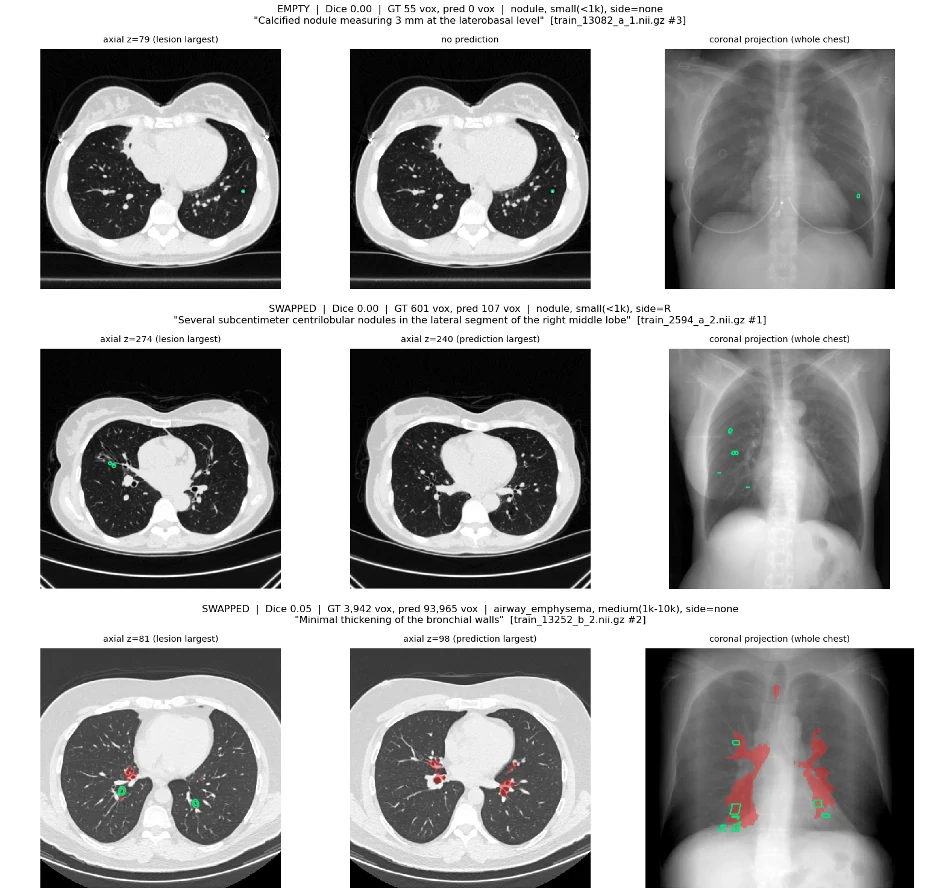 EMPTY | Dice 0.00 | GT 55 vox, pred 0 vox | nodule, small(<1k), side=none
"Calcified nodule measuring 3 mm at the laterobasal level" [train_13082_a_1.nii.gz #3]
axial z=79 (lesion largest)
no prediction
coronal projection (whole chest)
SWAPPED | Dice 0.00 | GT 601 vox, pred 107 vox | nodule, small(<1k), side=R
"Several subcentimeter centrilobular nodules in the lateral segment of the right middle lobe" [train_2594_a_2.nii.gz #1]
axial z=274 (lesion largest)
axial z=240 (prediction largest)
coronal projection (whole chest)
SWAPPED | Dice 0.05 | GT 3,942 vox, pred 93,965 vox | airway_emphysema, medium(1k-10k), side=none
"Minimal thickening of the bronchial walls" [train_13252_b_2.nii.gz #2]
axial z=81 (lesion largest)
axial z=98 (prediction largest)
coronal projection (whole chest)